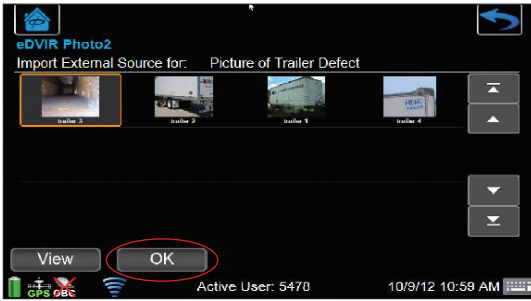 eDVIR Photo2
Import External Source for: Picture of Trailer Defect
trailer 3 trailer 2 trailer 1 trailer 4
View OK
GPS OBC Active User: 5478 10/9/12 10:59 AM